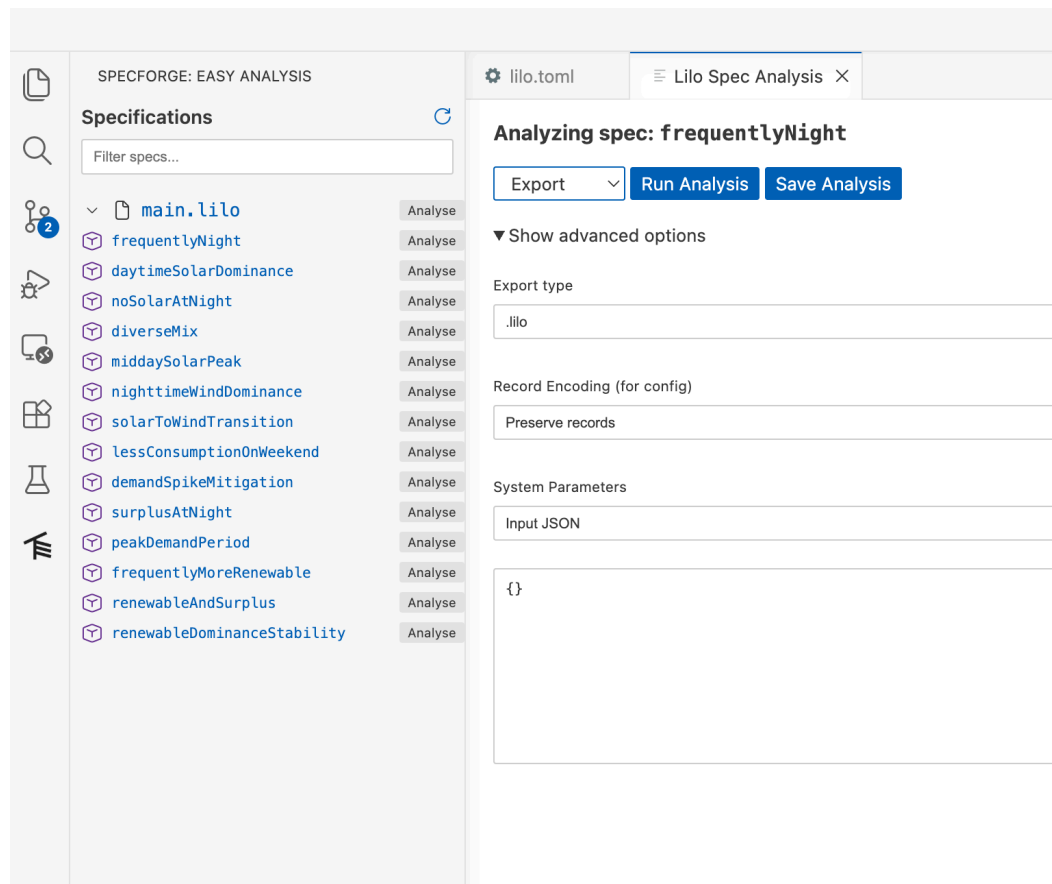 SPECFORGE: EASY ANALYSIS
Specifications
Filter specs...
main.lilo Analyse
frequentlyNight Analyse
daytimeSolarDominance Analyse
noSolarAtNight Analyse
diverseMix Analyse
middaySolarPeak Analyse
nighttimeWindDominance Analyse
solarToWindTransition Analyse
lessConsumptionOnWeekend Analyse
demandSpikeMitigation Analyse
surplusAtNight Analyse
peakDemandPeriod Analyse
frequentlyMoreRenewable Analyse
renewableAndSurplus Analyse
renewableDominanceStability Analyse
2
lilo.toml
Lilo Spec Analysis
Analyzing spec: frequentlyNight
Export Run Analysis Save Analysis
Show advanced options
Export type
.lilo
Record Encoding (for config)
Preserve records
System Parameters
Input JSON
{}